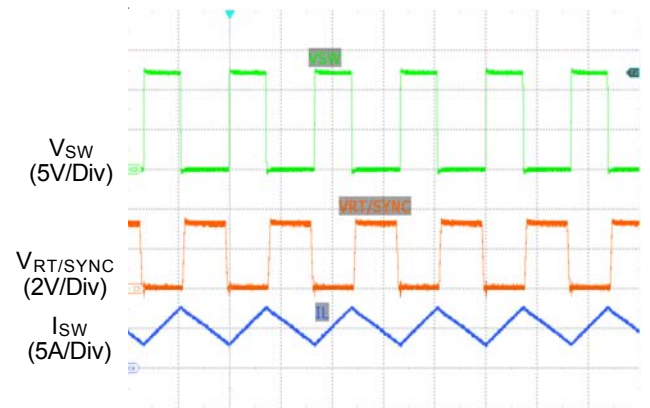 VSW
VSW
(5V/Div)
VRT/SYNC
VRT/SYNC
(2V/Div)
IL
ISW
(5A/Div)